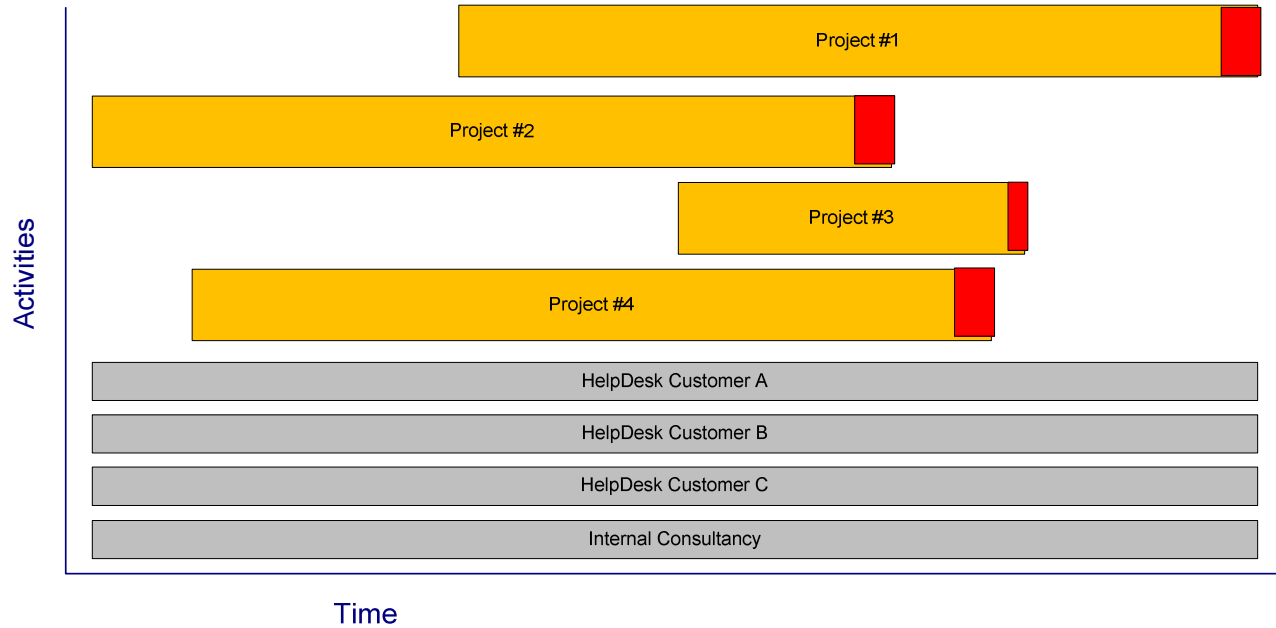 Project #1
Project #2
Project #3
Project #4
HelpDesk Customer A
HelpDesk Customer B
HelpDesk Customer C
Internal Consultancy
Activities
Time